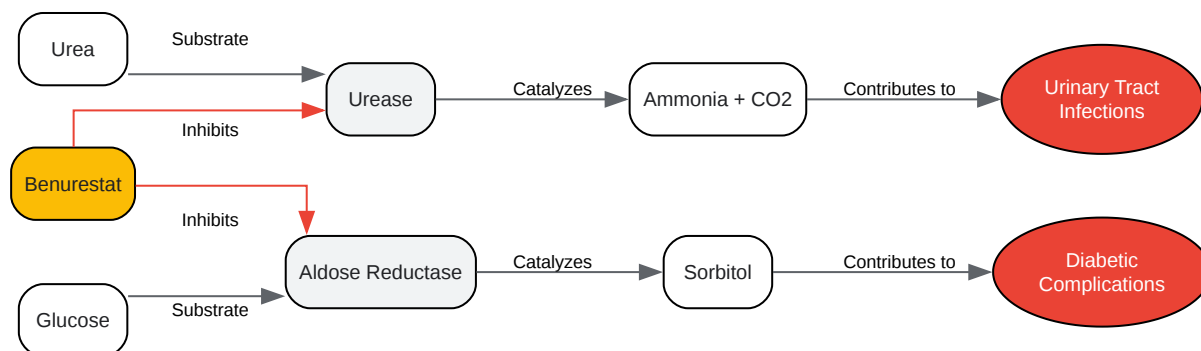 Urea
Substrate
Urease
Catalyzes
Ammonia + CO2
Contributes to
Urinary Tract
Infections
Inhibits
Benurestat
Inhibits
Aldose Reductase
Catalyzes
Sorbitol
Contributes to
Diabetic
Complications
Glucose
Substrate